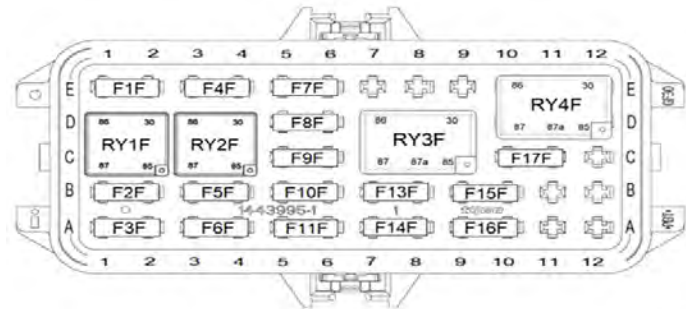 1 2 3 4 5 6 7 8 9 10 11 12
E F1F F4F F7F 86 30 E
RY4F
87 87a 85
D 86 30 86 30 F8F 86 30 D
RY1F RY2F RY3F
C 87 85 87 85 F9F 87 87a 85 F17F C
B F2F F5F F10F F13F F15F B
1443995-1 1
A F3F F6F F11F F14F F16F A
1 2 3 4 5 6 7 8 9 10 11 12